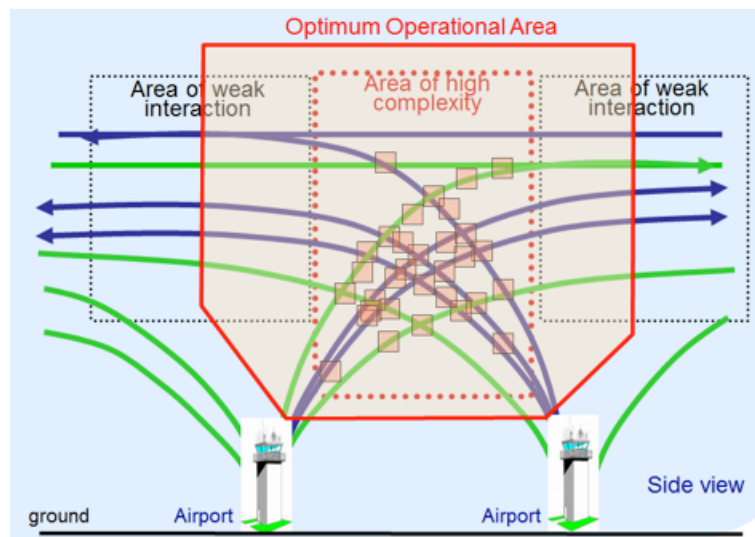 Optimum Operational Area
Area of weak
interaction
Area of high
complexity
Area of weak
interaction
Side view
ground
Airport
Airport